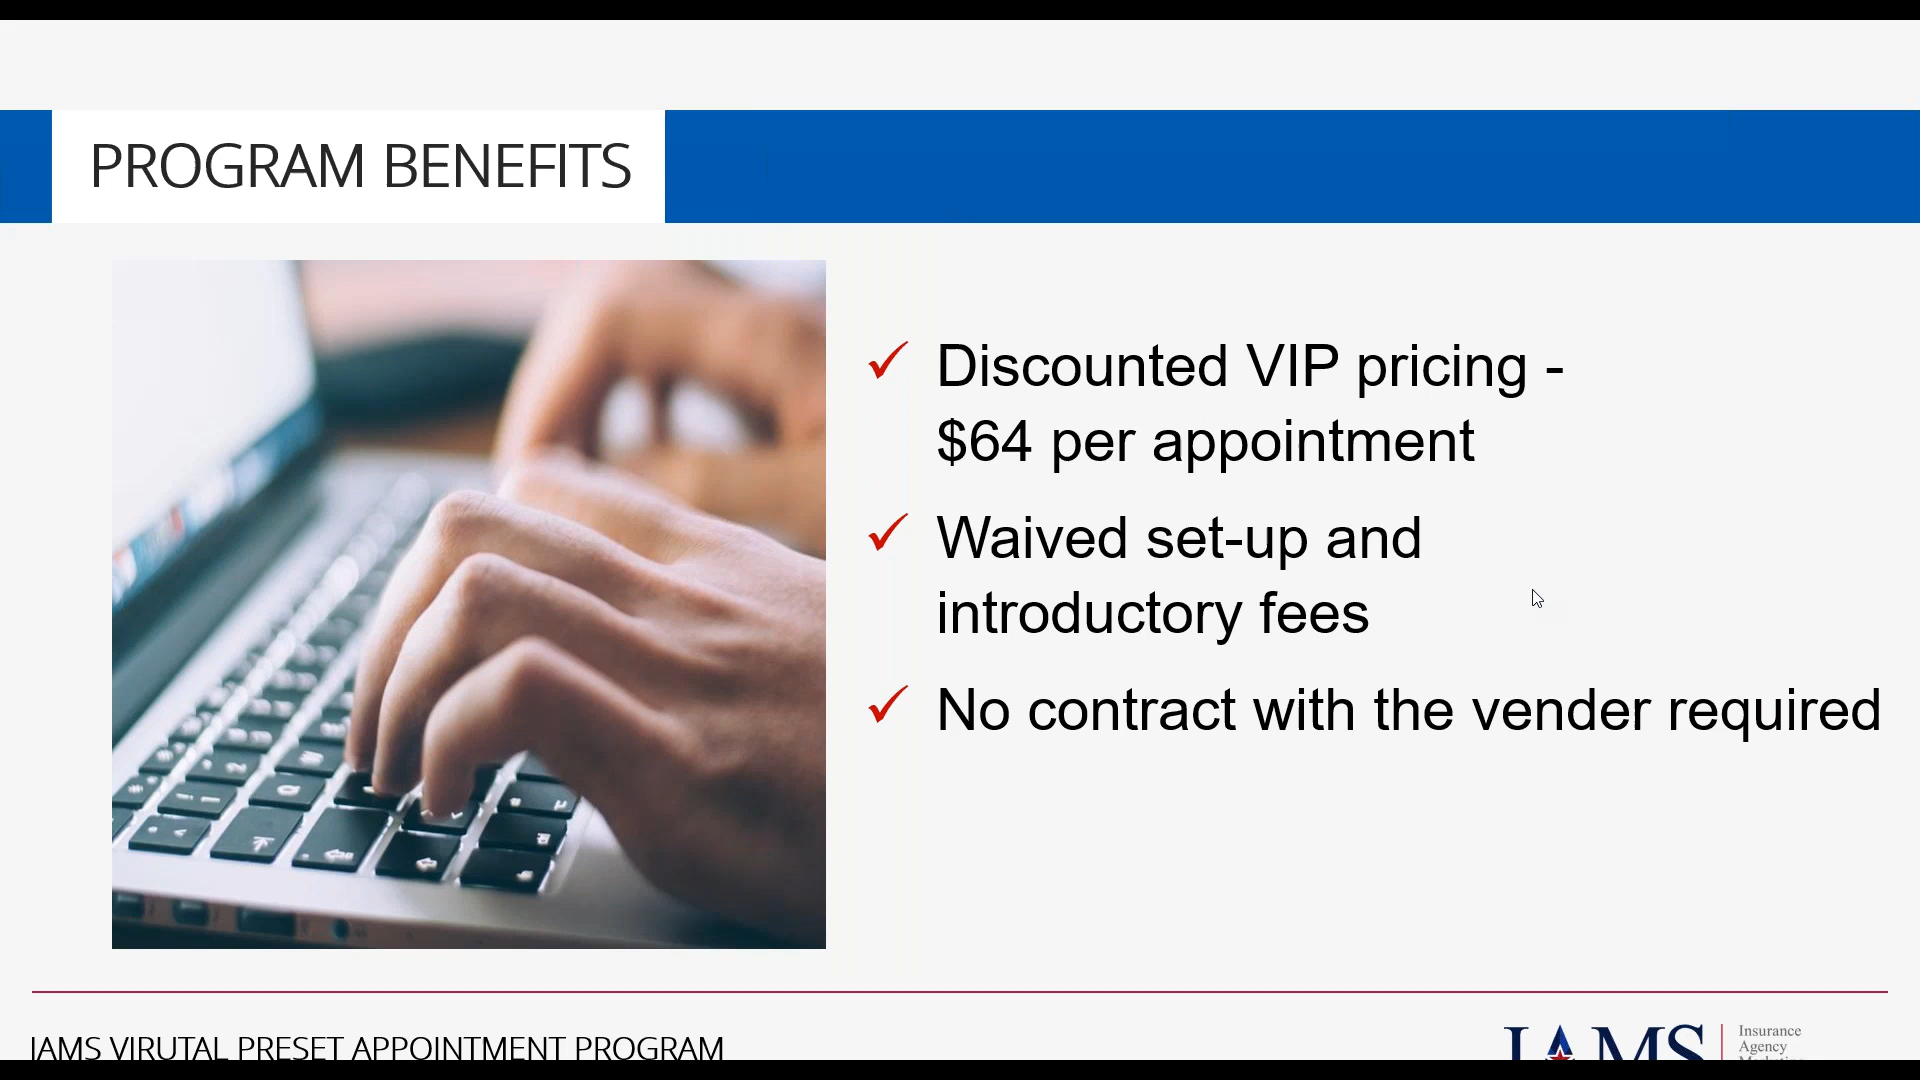 PROGRAM BENEFITS
Discounted VIP pricing -
$64 per appointment
Waived set-up and
introductory fees
No contract with the vender required
IAMS VIRUTAL PRESET APPOINTMENT PROGRAM
IAMS
Insurance
Agency